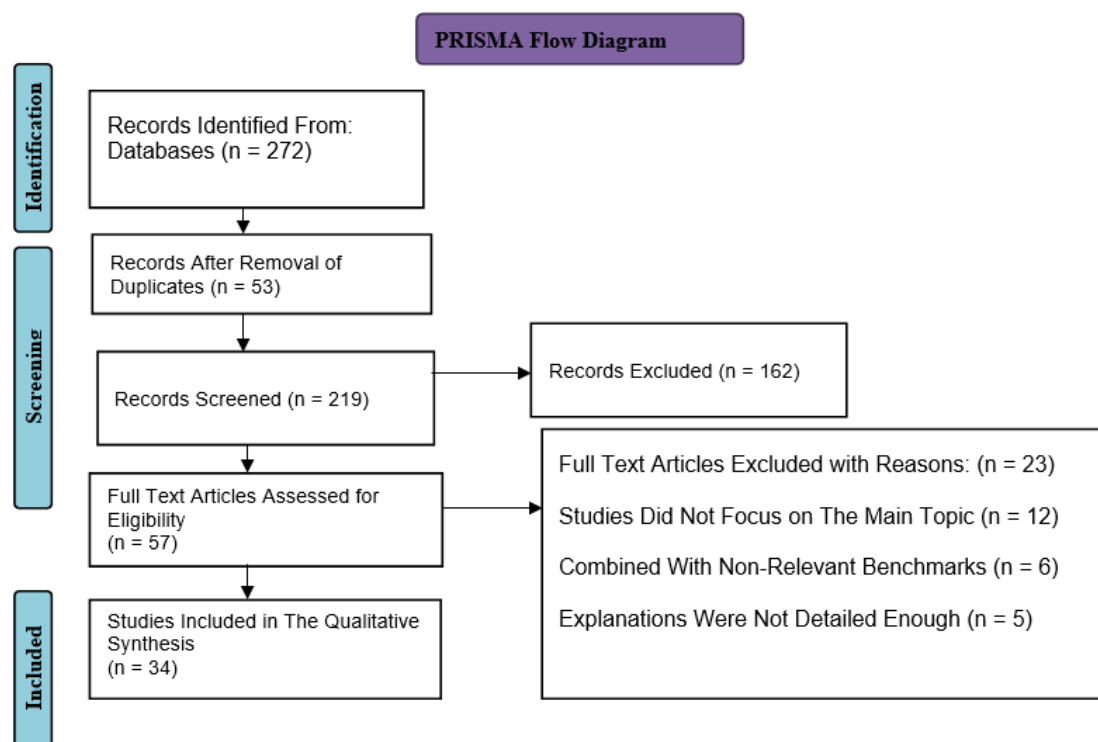 PRISMA Flow Diagram
Identification
Records Identified From:
Databases (n = 272)
Screening
Records After Removal of
Duplicates (n = 53)
Records Screened (n = 219)
Records Excluded (n = 162)
Full Text Articles Assessed for
Eligibility
(n = 57)
Full Text Articles Excluded with Reasons: (n = 23)
Studies Did Not Focus on The Main Topic (n = 12)
Combined With Non-Relevant Benchmarks (n = 6)
Explanations Were Not Detailed Enough (n = 5)
Included
Studies Included in The Qualitative
Synthesis
(n = 34)